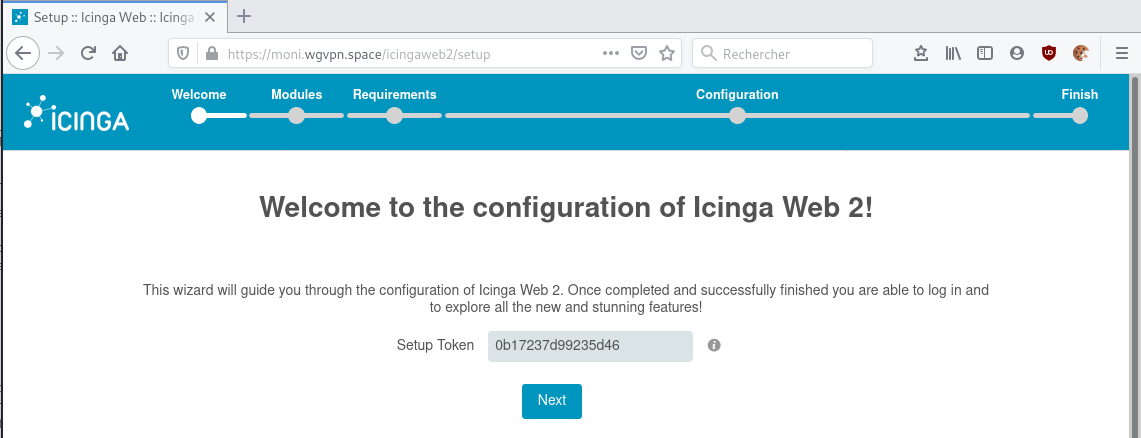 Setup :: Icinga Web :: Icinga
https://moni.wgvpn.space/icingaweb2/setup
Rechercher
Welcome Modules Requirements Configuration Finish
ICINGA
Welcome to the configuration of Icinga Web 2!
This wizard will guide you through the configuration of Icinga Web 2. Once completed and successfully finished you are able to log in and
to explore all the new and stunning features!
Setup Token 0b17237d99235d46
Next